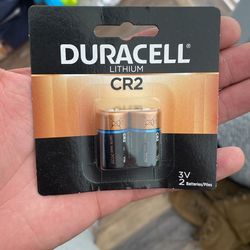 DURACELL
LITHIUM
CR2
3V
2 Batteries/Piles